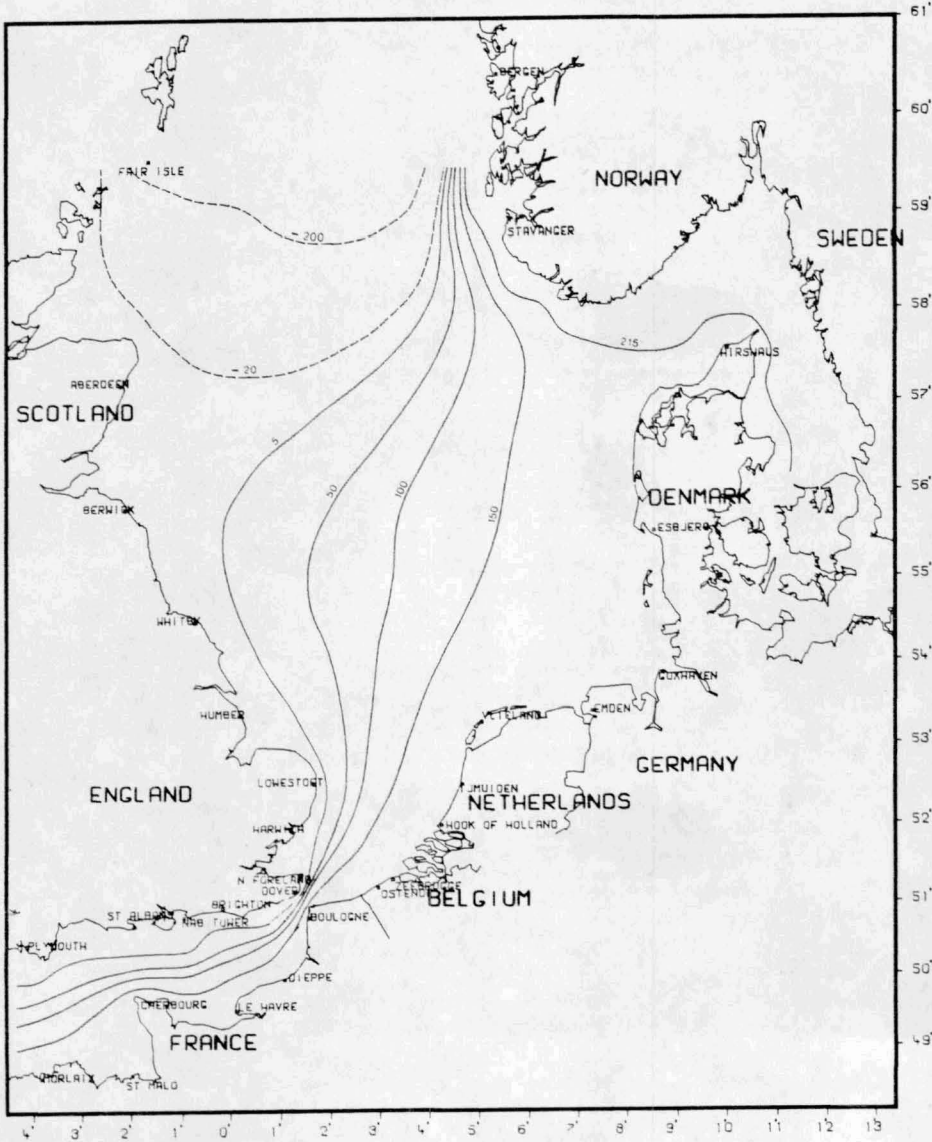 61°
60°
59°
58°
57°
56°
55°
54°
53°
52°
51°
50°
49°
BERGEN
FAIR ISLE
NORWAY
STAVANGER
SWEDEN
- 200
215
HIRSHALS
- 20
ABERDEEN
SCOTLAND
5
50
100
150
DENMARK
BERWICK
ESBJERG
WHITBY
CUXHAVEN
HUMBER
VLIELAND
EMDEN
GERMANY
LOWESTOFT
JMUIDEN
ENGLAND
NETHERLANDS
HARWICH
HOOK OF HOLLAND
N FORELAND
DOVER
ZEEBRUGGE
OSTEND
BELGIUM
BRIGHTON
ST ALBANS
NAB TOWER
BOULOGNE
PLYMOUTH
DIEPPE
CHERBOURG
LE HAVRE
FRANCE
MORLAIX
ST MALO
4° 3° 2° 1° 0° 1° 2° 3° 4° 5° 6° 7° 8° 9° 10° 11° 12° 13°